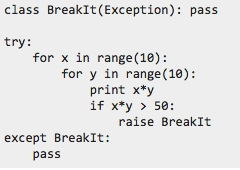 class BreakIt(Exception): pass

try:
    for x in range(10):
        for y in range(10):
            print x*y
            if x*y > 50:
                raise BreakIt
except BreakIt:
    pass